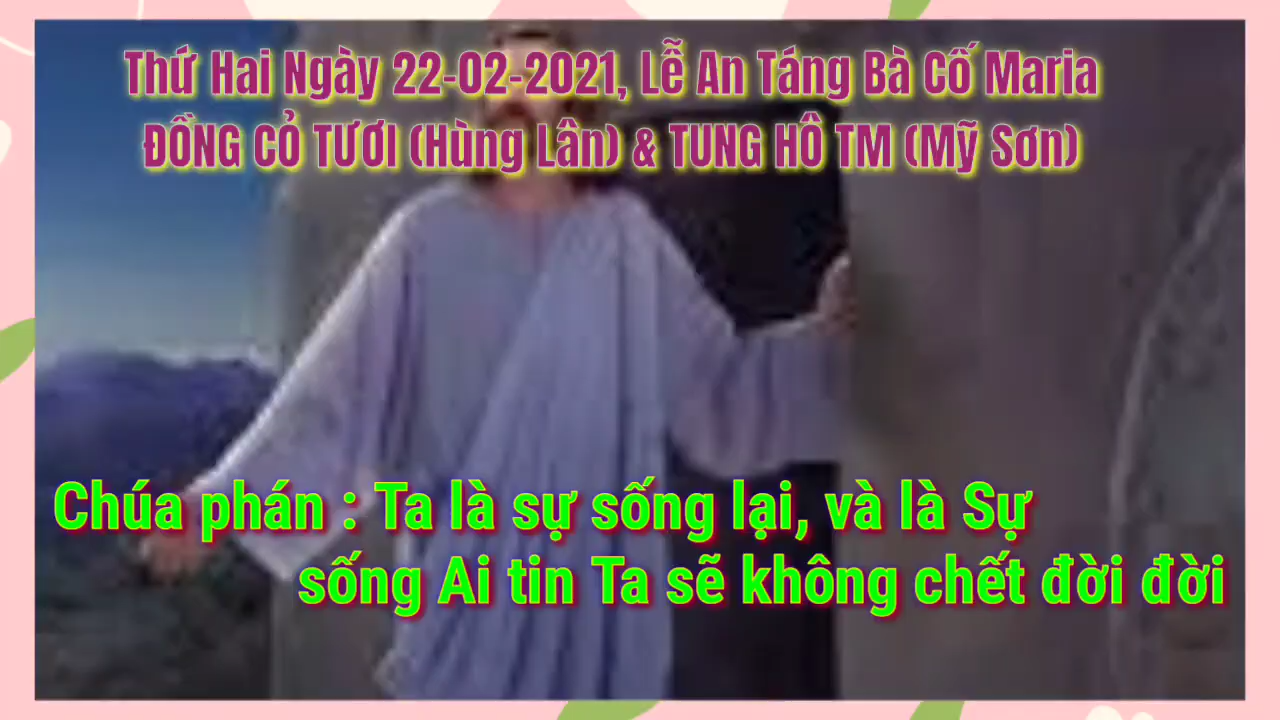 Thứ Hai Ngày 22-02-2021, Lễ An Táng Bà Cố Maria
ĐỒNG CỎ TƯƠI (Hùng Lân) & TUNG HÔ TM (Mỹ Sơn)
Chúa phán : Ta là sự sống lại, và là Sự
sống Ai tin Ta sẽ không chết đời đời